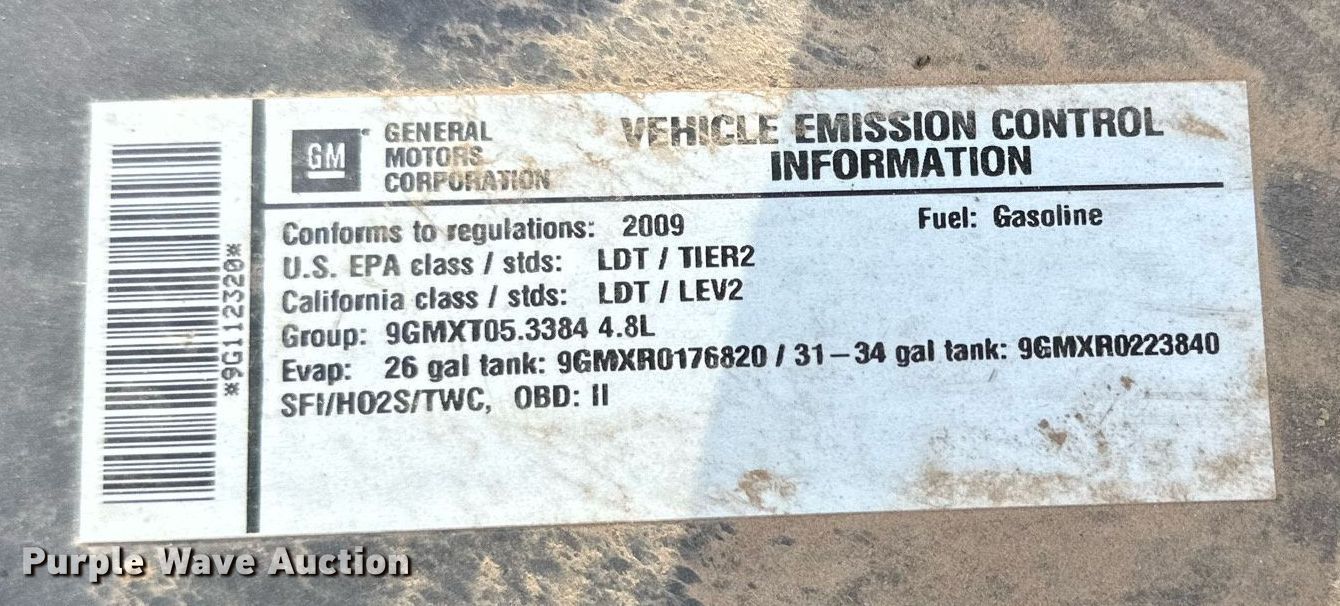 *9G112320*
GM
GENERAL
MOTORS
CORPORATION
VEHICLE EMISSION CONTROL
INFORMATION
Conforms to regulations: 2009 Fuel: Gasoline
U.S. EPA class / stds: LDT / TIER2
California class / stds: LDT / LEV2
Group: 9GMXT05.3384 4.8L
Evap: 26 gal tank: 9GMXR0176820 / 31-34 gal tank: 9GMXR0223840
SFI/HO2S/TWC, OBD: II
Purple Wave Auction